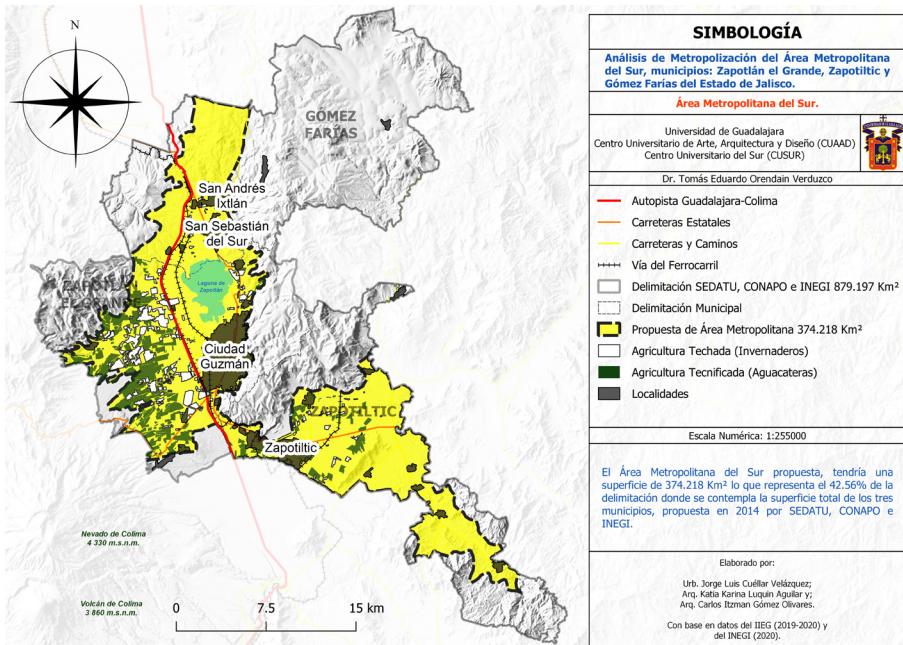 N
GÓMEZ
FARÍAS
San Andrés
Ixtlán
San Sebastián
del Sur
Laguna de
Zapotlán
ZAPOTLÁN
EL GRANDE
Ciudad
Guzmán
ZAPOTILTIC
Zapotiltic
Nevado de Colima
4 330 m.s.n.m.
Volcán de Colima
3 860 m.s.n.m.
0 7.5 15 km
SIMBOLOGÍA
Análisis de Metropolización del Área Metropolitana
del Sur, municipios: Zapotlán el Grande, Zapotiltic y
Gómez Farías del Estado de Jalisco.
Área Metropolitana del Sur.
Universidad de Guadalajara
Centro Universitario de Arte, Arquitectura y Diseño (CUAAD)
Centro Universitario del Sur (CUSUR)
Dr. Tomás Eduardo Orendain Verduzco
Autopista Guadalajara-Colima
Carreteras Estatales
Carreteras y Caminos
Vía del Ferrocarril
Delimitación SEDATU, CONAPO e INEGI 879.197 Km²
Delimitación Municipal
Propuesta de Área Metropolitana 374.218 Km²
Agricultura Techada (Invernaderos)
Agricultura Tecnificada (Aguacateras)
Localidades
Escala Numérica: 1:255000
El Área Metropolitana del Sur propuesta, tendría una
superficie de 374.218 Km² lo que representa el 42.56% de la
delimitación donde se contempla la superficie total de los tres
municipios, propuesta en 2014 por SEDATU, CONAPO e
INEGI.
Elaborado por:
Urb. Jorge Luis Cuéllar Velázquez;
Arq. Katia Karina Luquin Aguilar y;
Arq. Carlos Itzman Gómez Olivares.
Con base en datos del IIEG (2019-2020) y
del INEGI (2020).